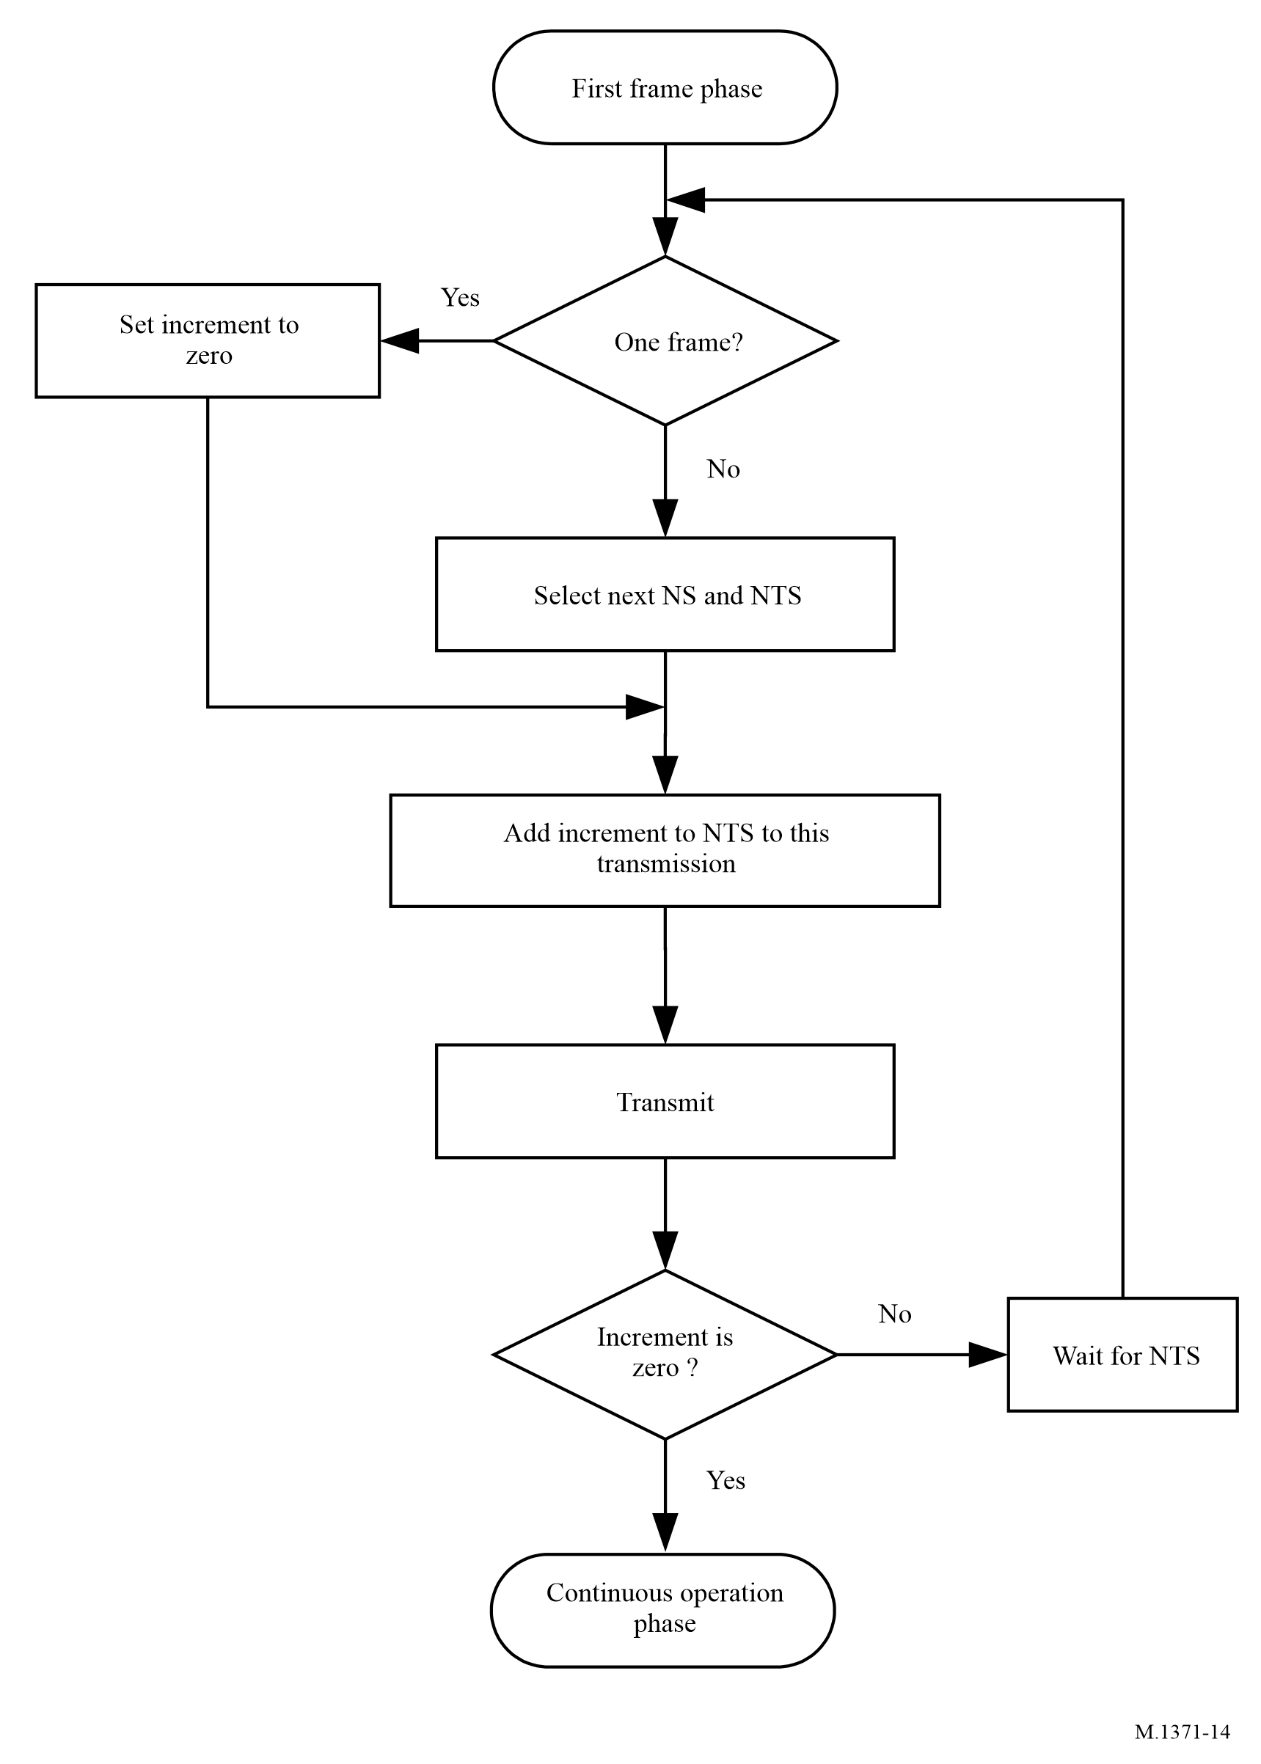 First frame phase
Yes
Set increment to
zero
One frame?
No
Select next NS and NTS
Add increment to NTS to this
transmission
Transmit
Increment is
zero ?
No
Wait for NTS
Yes
Continuous operation
phase
M.1371-14